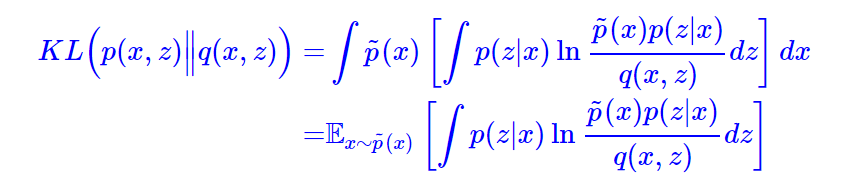 KL(p(x, z)‖q(x, z)) = ∫ p̃(x) [∫ p(z|x) ln p̃(x)p(z|x)/ q(x, z) dz] dx
= 𝔼_{x∼p̃(x)} [∫ p(z|x) ln p̃(x)p(z|x) / q(x, z) dz]